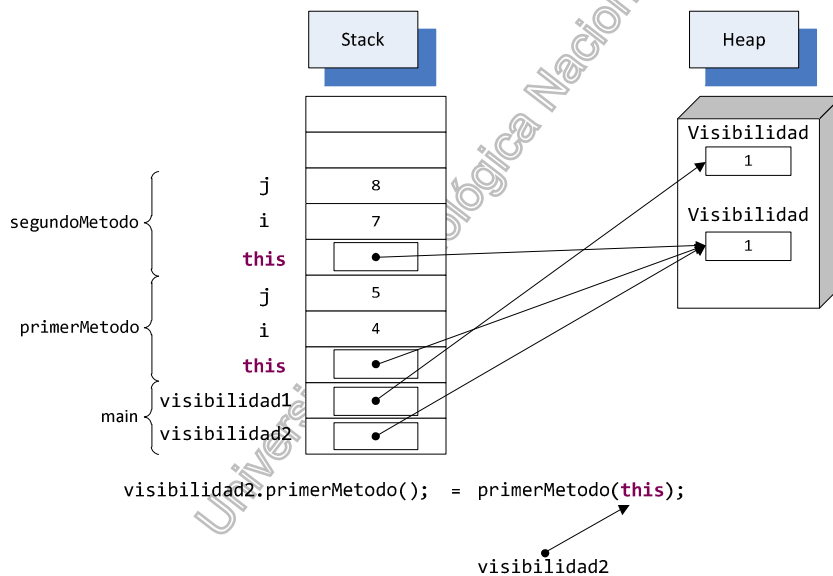 Stack
Heap
Visibilidad
1
j 8
segundoMetodo
i 7
Visibilidad
1
this
j 5
primerMetodo
i 4
this
visibilidad1
main
visibilidad2
visibilidad2.primerMetodo(); = primerMetodo(this);
visibilidad2